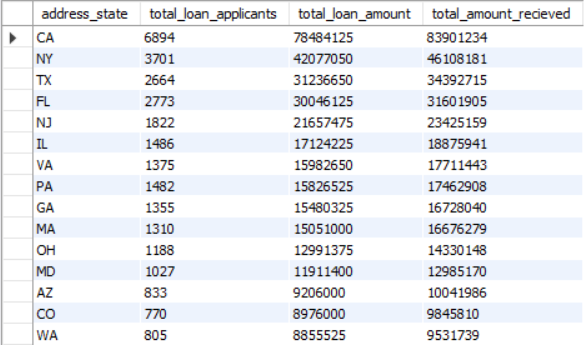 address_state total_loan_applicants total_loan_amount total_amount_recieved
CA 6894 78484125 83901234
NY 3701 42077050 46108181
TX 2664 31236650 34392715
FL 2773 30046125 31601905
NJ 1822 21657475 23425159
IL 1486 17124225 18875941
VA 1375 15982650 17711443
PA 1482 15826525 17462908
GA 1355 15480325 16728040
MA 1310 15051000 16676279
OH 1188 12991375 14330148
MD 1027 11911400 12985170
AZ 833 9206000 10041986
CO 770 8976000 9845810
WA 805 8855525 9531739